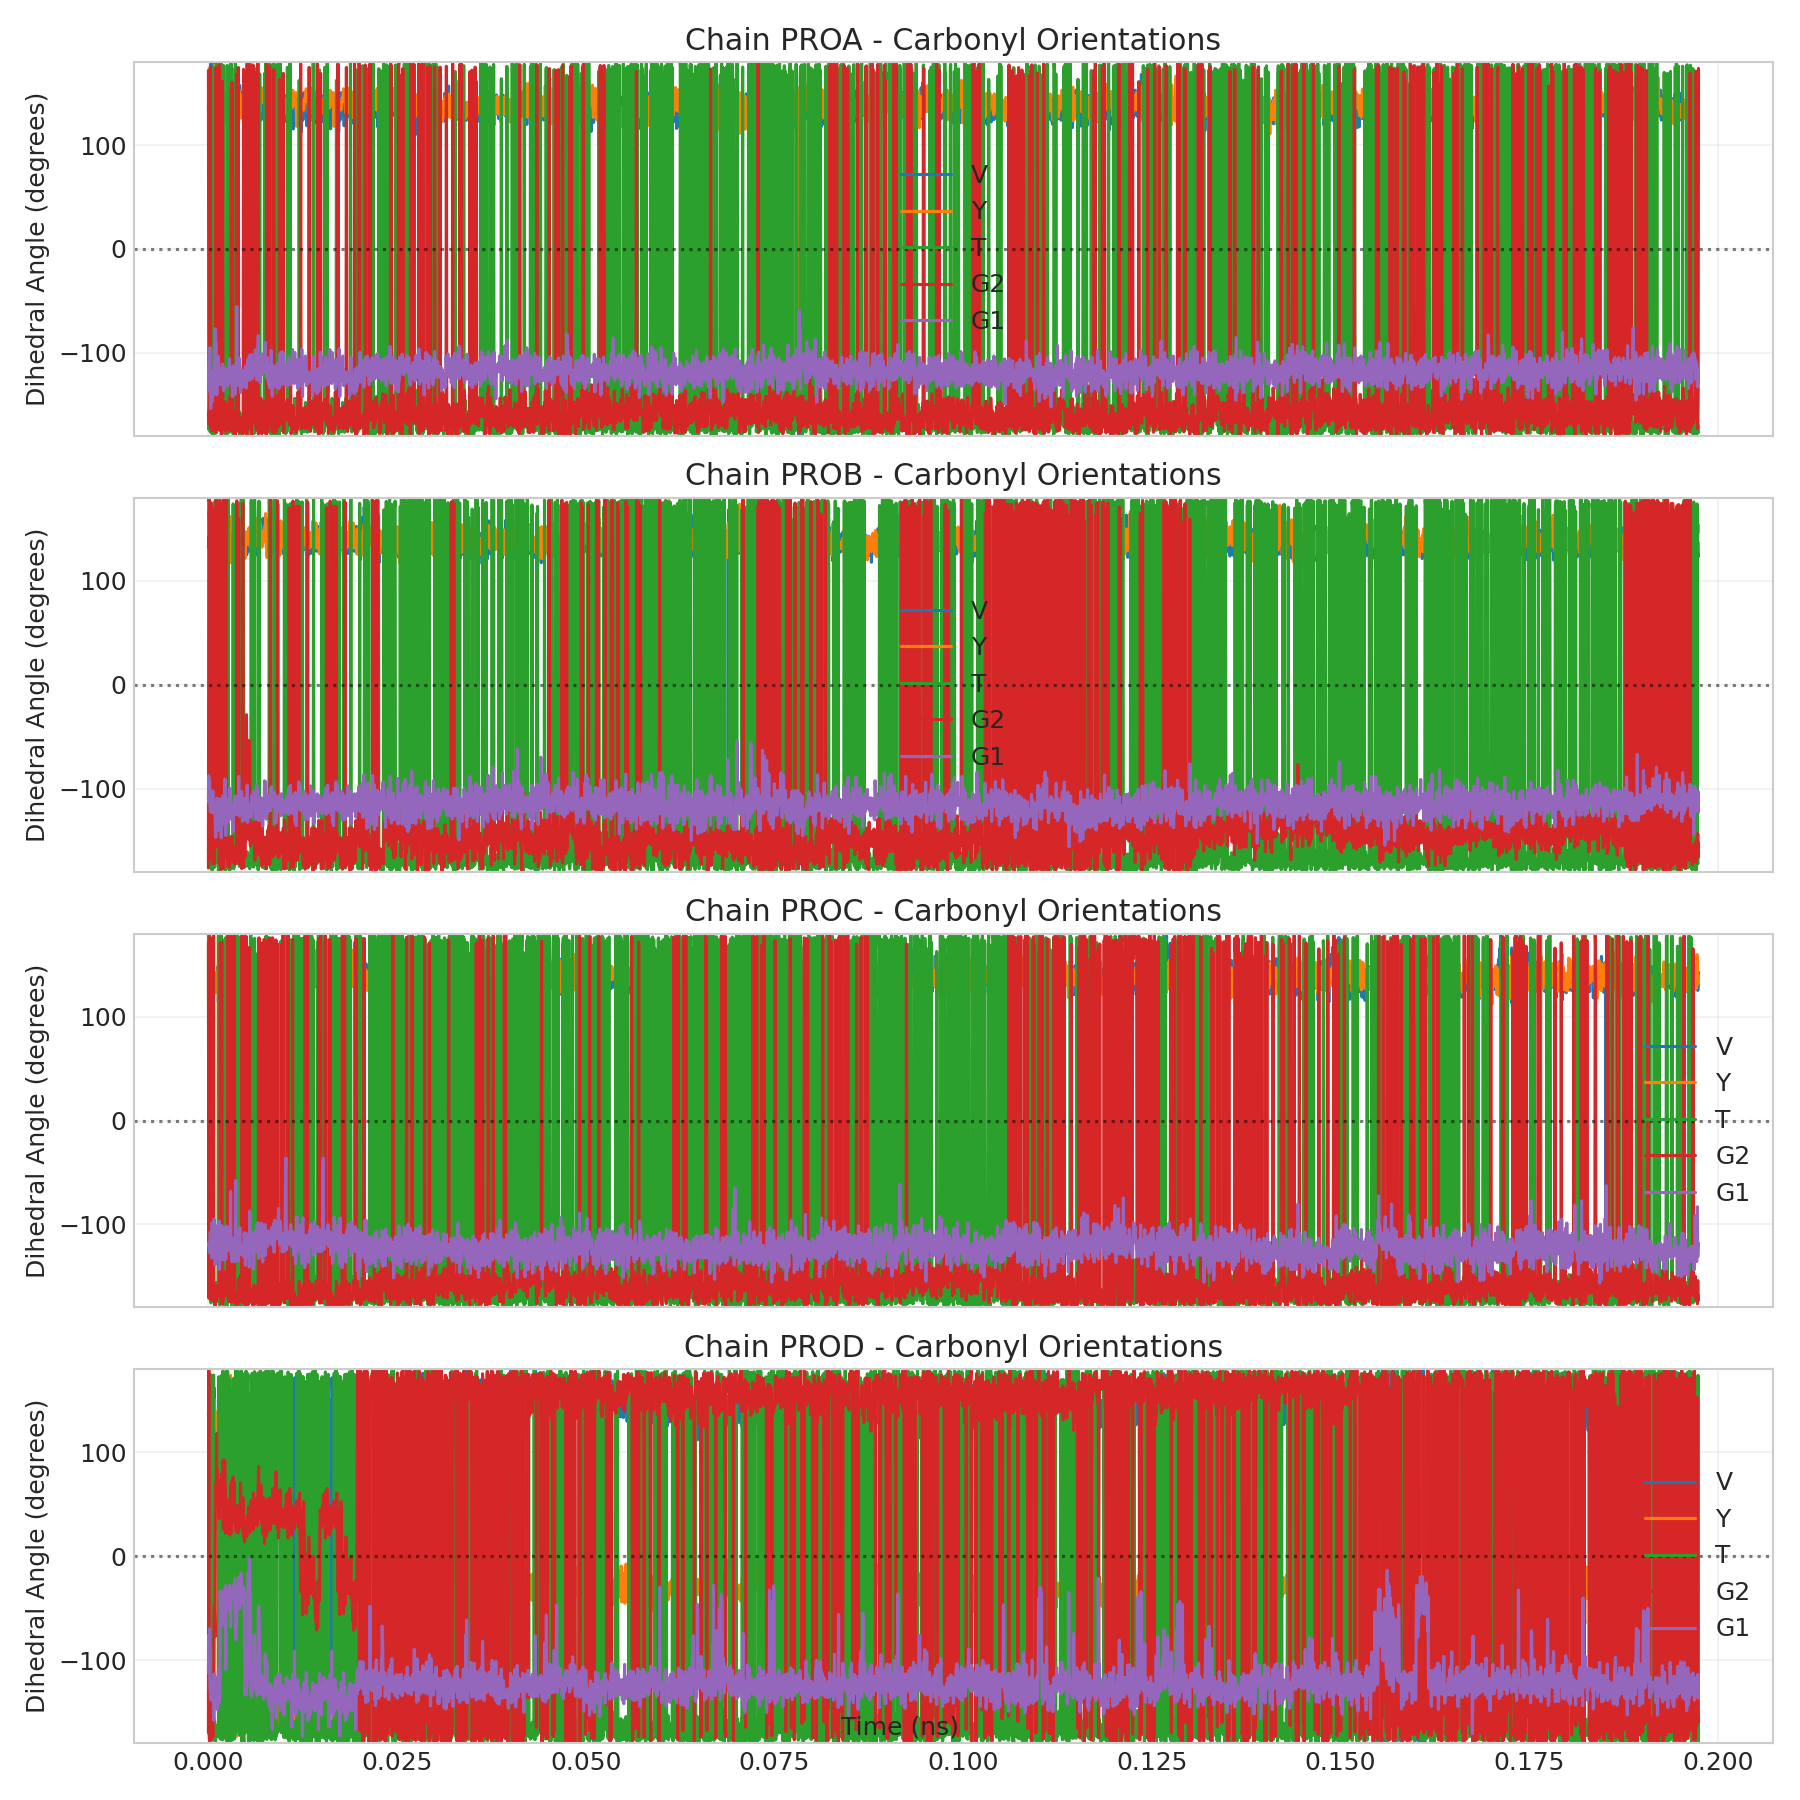 Chain PROA - Carbonyl Orientations
Dihedral Angle (degrees)
100
0
−100
V
Y
T
G2
G1
Chain PROB - Carbonyl Orientations
Dihedral Angle (degrees)
100
0
−100
V
Y
T
G2
G1
Chain PROC - Carbonyl Orientations
Dihedral Angle (degrees)
100
0
−100
V
Y
T
G2
G1
Chain PROD - Carbonyl Orientations
Dihedral Angle (degrees)
100
0
−100
V
Y
T
G2
G1
Time (ns)
0.000 0.025 0.050 0.075 0.100 0.125 0.150 0.175 0.200